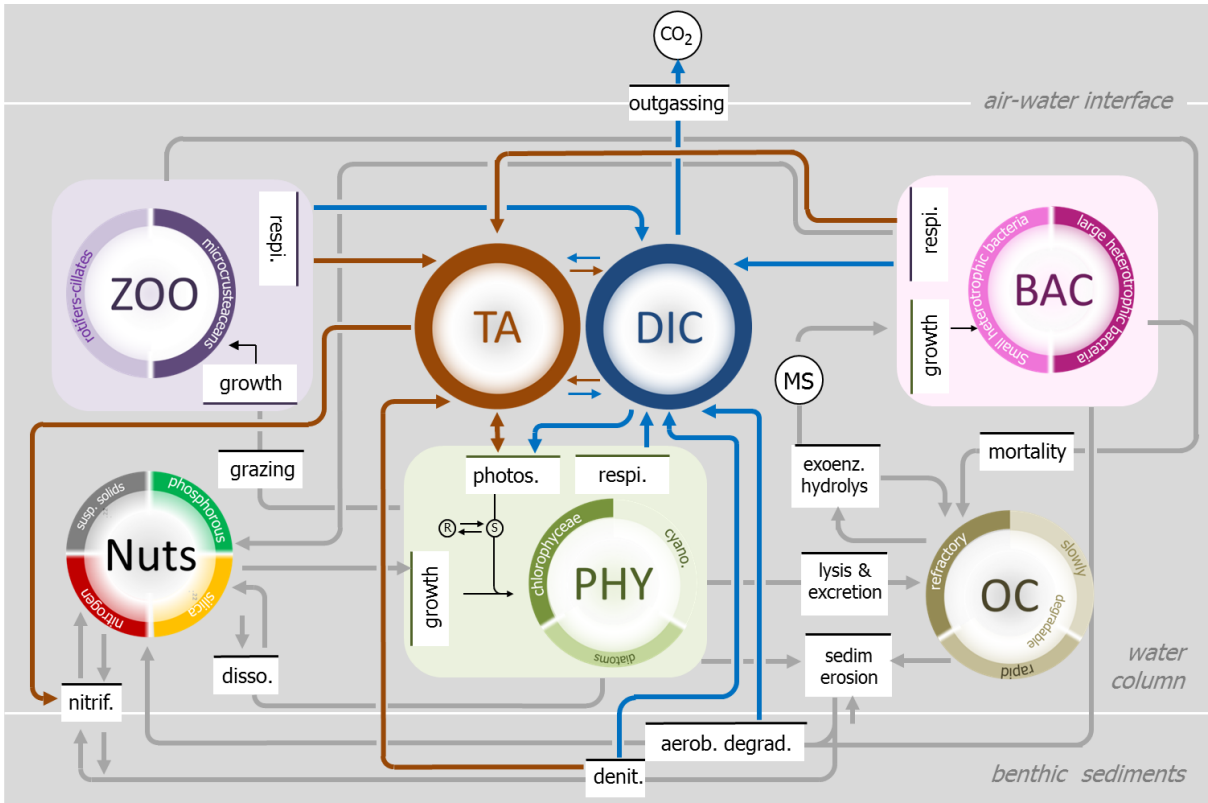 CO2
outgassing
air-water interface
respi.
rotifers-cillates
microcrusteaceans
ZOO
growth
TA
DIC
respi.
growth
Small heterotrophic bacteria
large heterotrophic bacteria
BAC
MS
grazing
photos.
respi.
exoenz.
hydrolys
mortality
susp. solids
phosphorous
Nuts
nitrogen
silica
R
S
growth
chlorophyceae
cyano.
PHY
diatoms
lysis &
excretion
refractory
slowly
OC
degradable
rapid
disso.
sedim
erosion
water
column
nitrif.
aerob. degrad.
denit.
benthic sediments